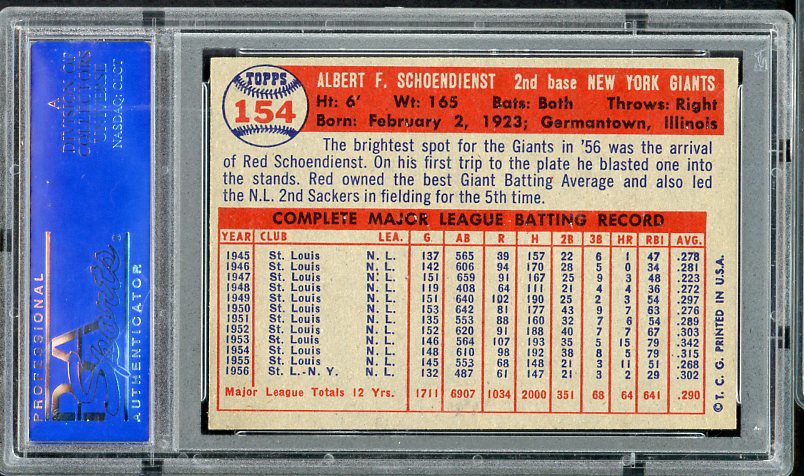 A
DIVISION OF
COLLECTORS
UNIVERSE
NASDAQ: CLCT
PROFESSIONAL
PSA
Sports
AUTHENTICATOR
TOPPS
154
ALBERT F. SCHOENDIENST 2nd base NEW YORK GIANTS
Ht: 6' Wt: 165 Bats: Both Throws: Right
Born: February 2, 1923; Germantown, Illinois
The brightest spot for the Giants in '56 was the arrival
of Red Schoendienst. On his first trip to the plate he blasted one into
the stands. Red owned the best Giant Batting Average and also led
the N.L. 2nd Sackers in fielding for the 5th time.
COMPLETE MAJOR LEAGUE BATTING RECORD
YEAR CLUB LEA. G AB R H 2B 3B HR RBI AVG.
1945 St. Louis N. L. 137 565 39 157 22 6 1 47 .278
1946 St. Louis N. L. 142 606 94 170 28 5 0 34 .281
1947 St. Louis N. L. 151 659 91 167 25 9 3 48 .223
1948 St. Louis N. L. 119 408 64 111 21 4 4 36 .272
1949 St. Louis N. L. 151 640 102 190 25 2 3 54 .297
1950 St. Louis N. L. 153 642 81 177 43 9 7 63 .276
1951 St. Louis N. L. 135 553 88 160 32 7 6 54 .289
1952 St. Louis N. L. 152 620 91 188 40 7 7 67 .303
1953 St. Louis N. L. 146 564 107 193 35 5 15 79 .342
1954 St. Louis N. L. 148 610 98 192 38 8 5 79 .315
1955 St. Louis N. L. 145 553 68 148 21 3 11 51 .268
1956 St. L.-N. Y. N. L. 132 487 61 147 21 3 2 29 .302
Major League Totals 12 Yrs. 1711 6907 1034 2000 351 68 64 641 .290
©T. C. G. PRINTED IN U.S.A.